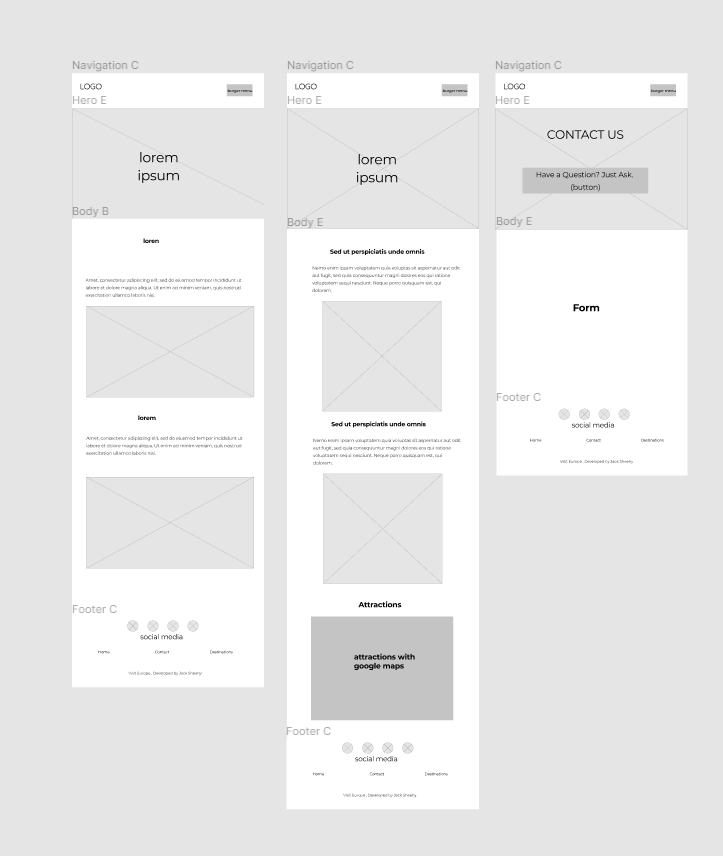 Navigation C
LOGO
Burger menu
Hero E
lorem
ipsum
Body B
loren
Amet, consectetur adipiscing elit, sed do eiusmod tempor incididunt ut
labore et dolore magna aliqua. Ut enim ad minim veniam, quis nostrud
exercitation ullamco laboris nisi.
lorem
Amet, consectetur adipiscing elit, sed do eiusmod tempor incididunt ut
labore et dolore magna aliqua. Ut enim ad minim veniam, quis nostrud
exercitation ullamco laboris nisi.
Footer C
social media
Home
Contact
Destinations
Visit Europe , Developed by Jack Sheehy
Navigation C
LOGO
Burger menu
Hero E
lorem
ipsum
Body E
Sed ut perspiciatis unde omnis
Nemo enim ipsam voluptatem quia voluptas sit aspernatur aut odit
aut fugit, sed quia consequuntur magni dolores eos qui ratione
voluptatem sequi nesciunt. Neque porro quisquam est, qui
dolorem.
Sed ut perspiciatis unde omnis
Nemo enim ipsam voluptatem quia voluptas sit aspernatur aut odit
aut fugit, sed quia consequuntur magni dolores eos qui ratione
voluptatem sequi nesciunt. Neque porro quisquam est, qui
dolorem.
Attractions
attractions with
google maps
Footer C
social media
Home
Contact
Destinations
Visit Europe , Developed by Jack Sheehy
Navigation C
LOGO
Burger menu
Hero E
CONTACT US
Have a Question? Just Ask.
(button)
Body E
Form
Footer C
social media
Home
Contact
Destinations
Visit Europe , Developed by Jack Sheehy